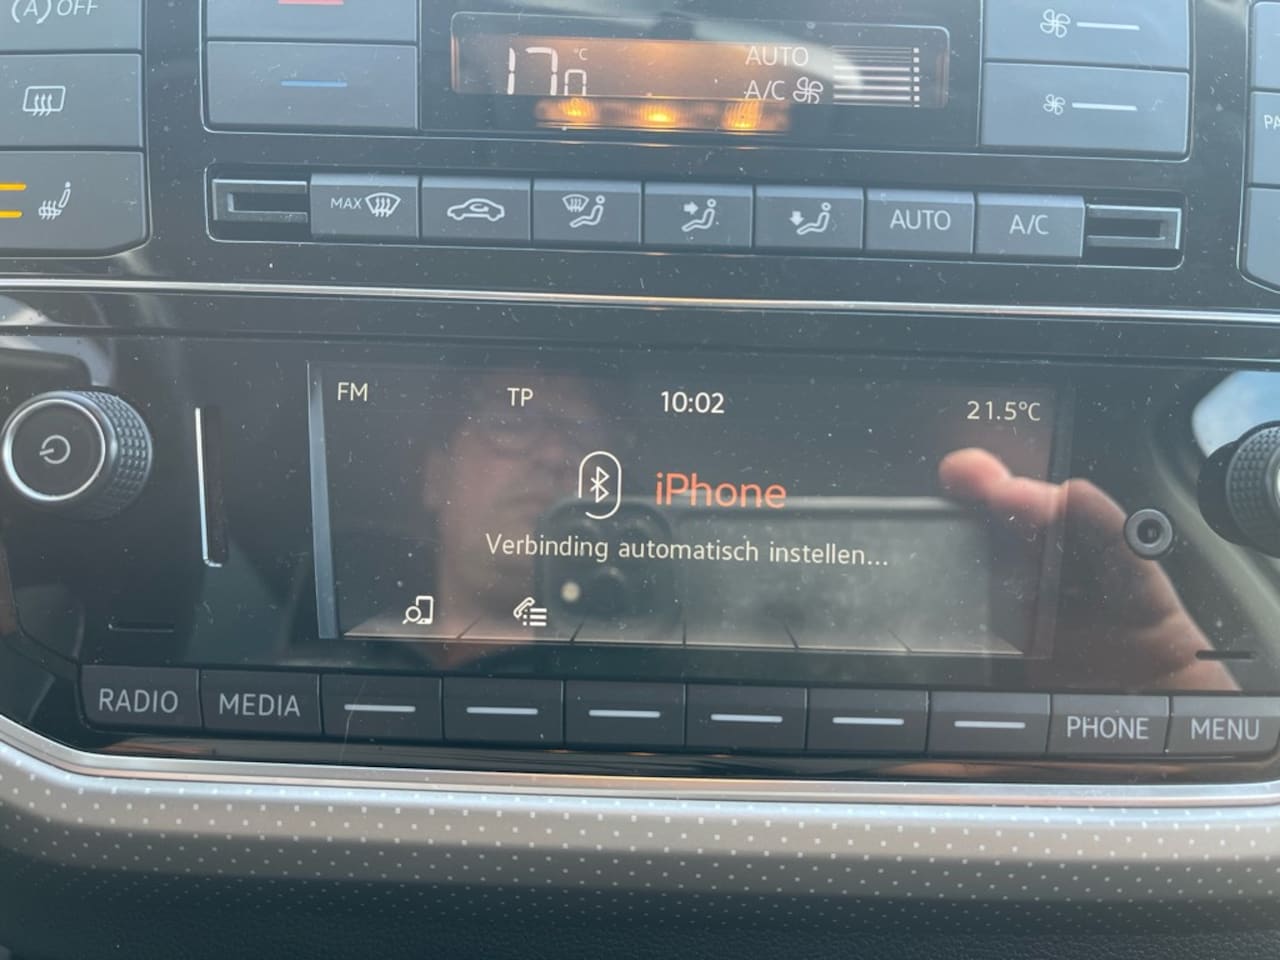 (A) OFF
17.0 °C
AUTO
A/C
MAX
AUTO
A/C
FM TP 10:02 21.5°C
iPhone
Verbinding automatisch instellen...
RADIO MEDIA PHONE MENU